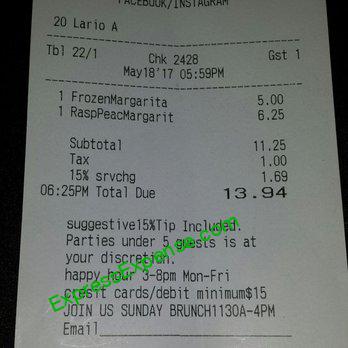 FACEBOOK/INSTAGRAM
20 Lario A
Tbl 22/1 Chk 2428 Gst 1
May18'17 05:59PM
1 FrozenMargarita 5.00
1 RaspPeacMargarit 6.25
Subtotal 11.25
Tax 1.00
15% srvchg 1.69
06:25PM Total Due 13.94
suggestive15%Tip Included.
Parties under 5 guests is at
your discretion.
happy hour 3-8pm Mon-Fri
credit cards/debit minimum$15
JOIN US SUNDAY BRUNCH1130A-4PM
Email
ExpressExpense.com